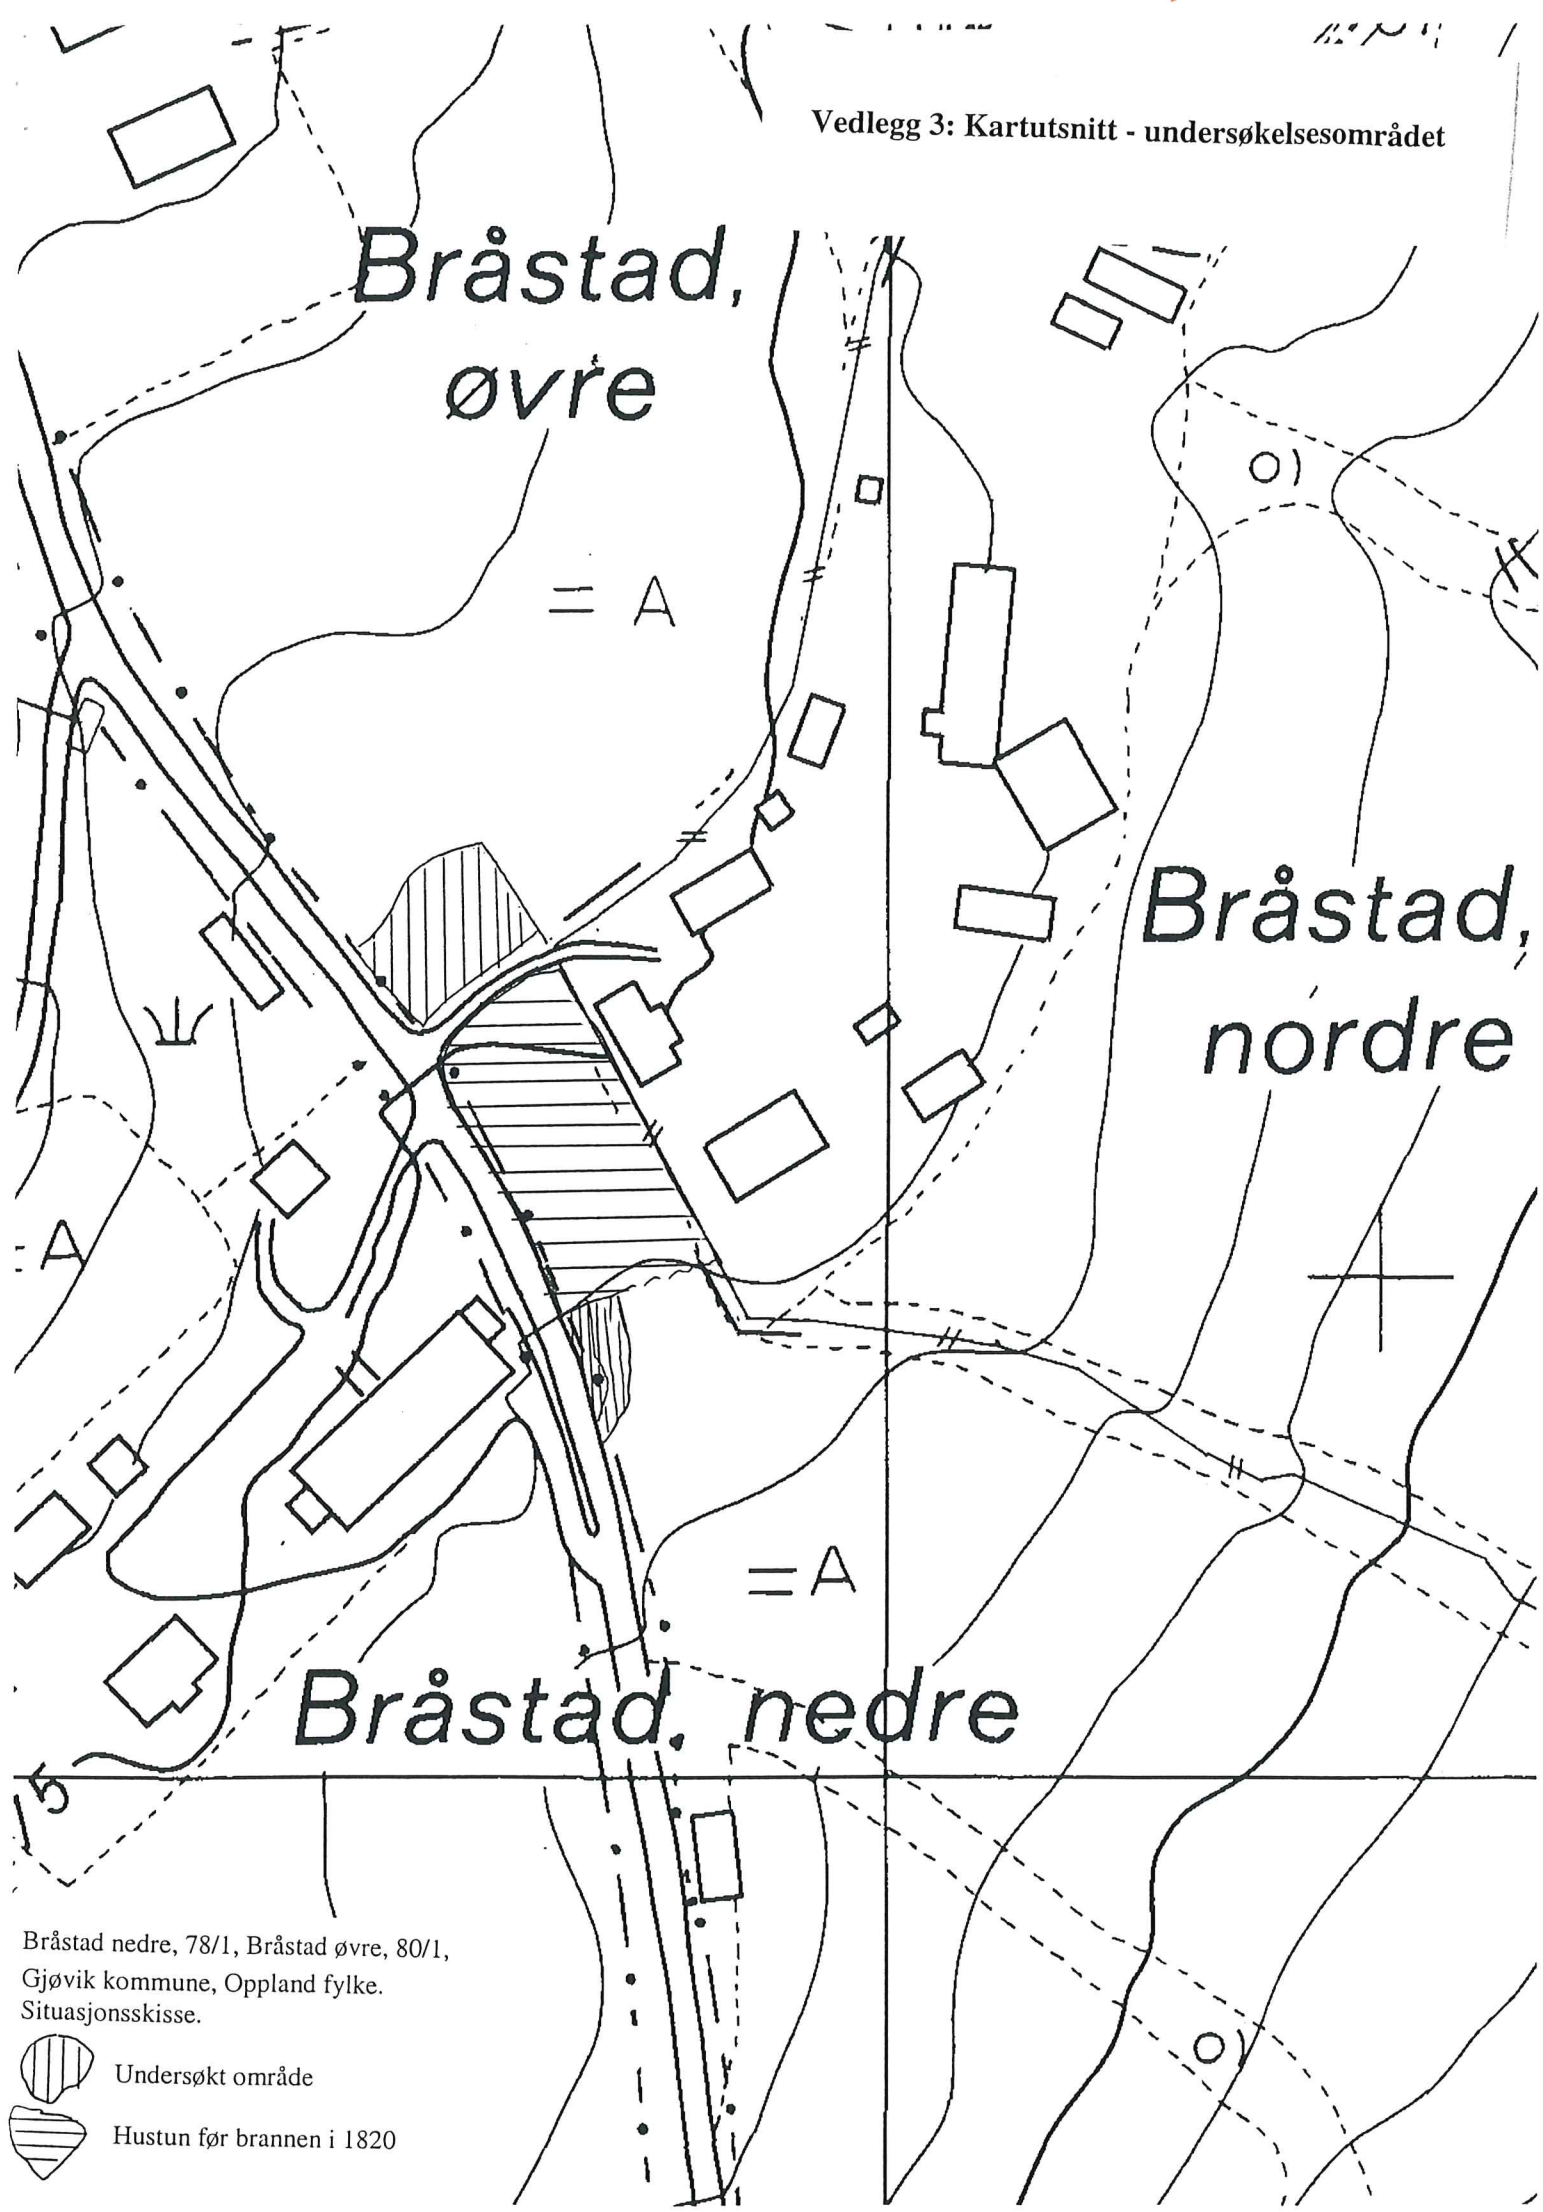 Vedlegg 3: Kartutsnitt - undersøkelsesområdet
Bråstad,
øvre
= A
Bråstad,
nordre
A
= A
Bråstad, nedre
15
Bråstad nedre, 78/1, Bråstad øvre, 80/1,
Gjøvik kommune, Oppland fylke.
Situasjonsskisse.
Undersøkt område
Hustun før brannen i 1820